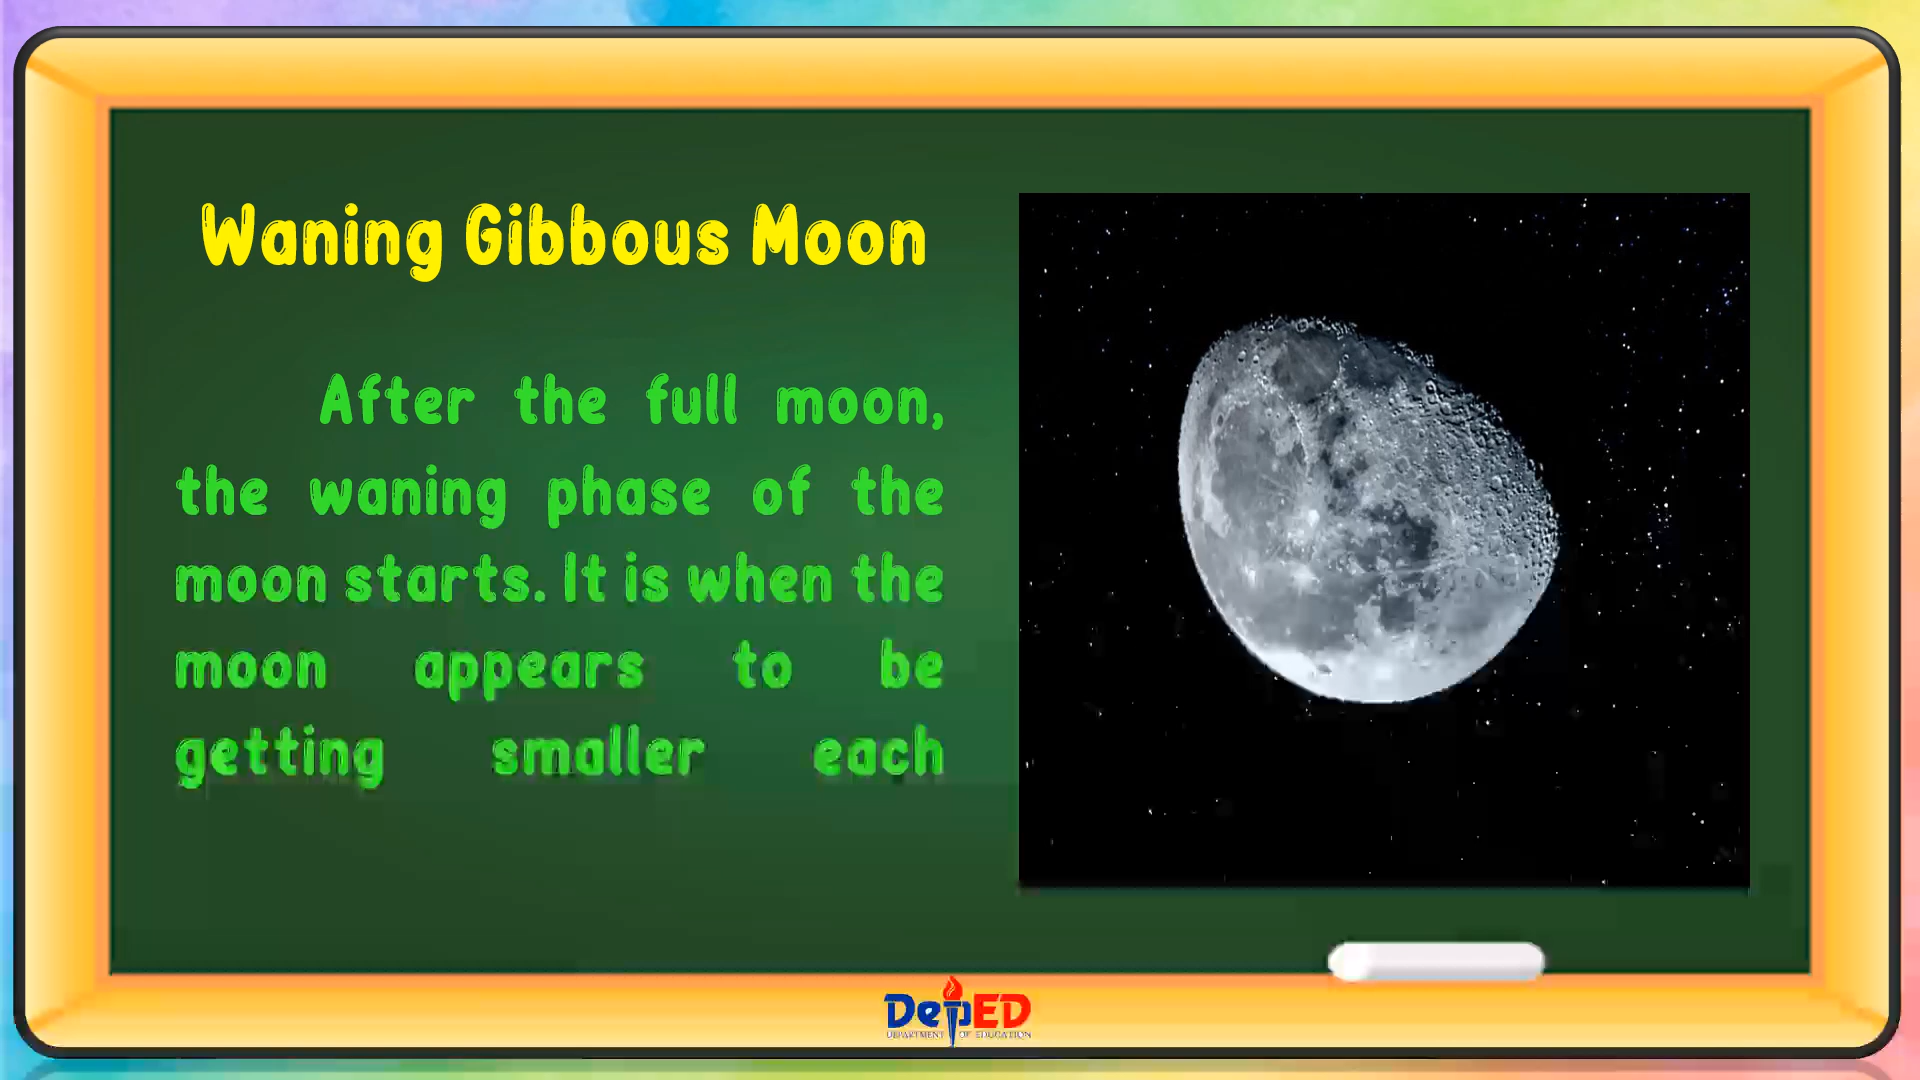 Waning Gibbous Moon
After the full moon,
the waning phase of the
moon starts. It is when the
moon appears to be
getting smaller each
DepED
DEPARTMENT OF EDUCATION